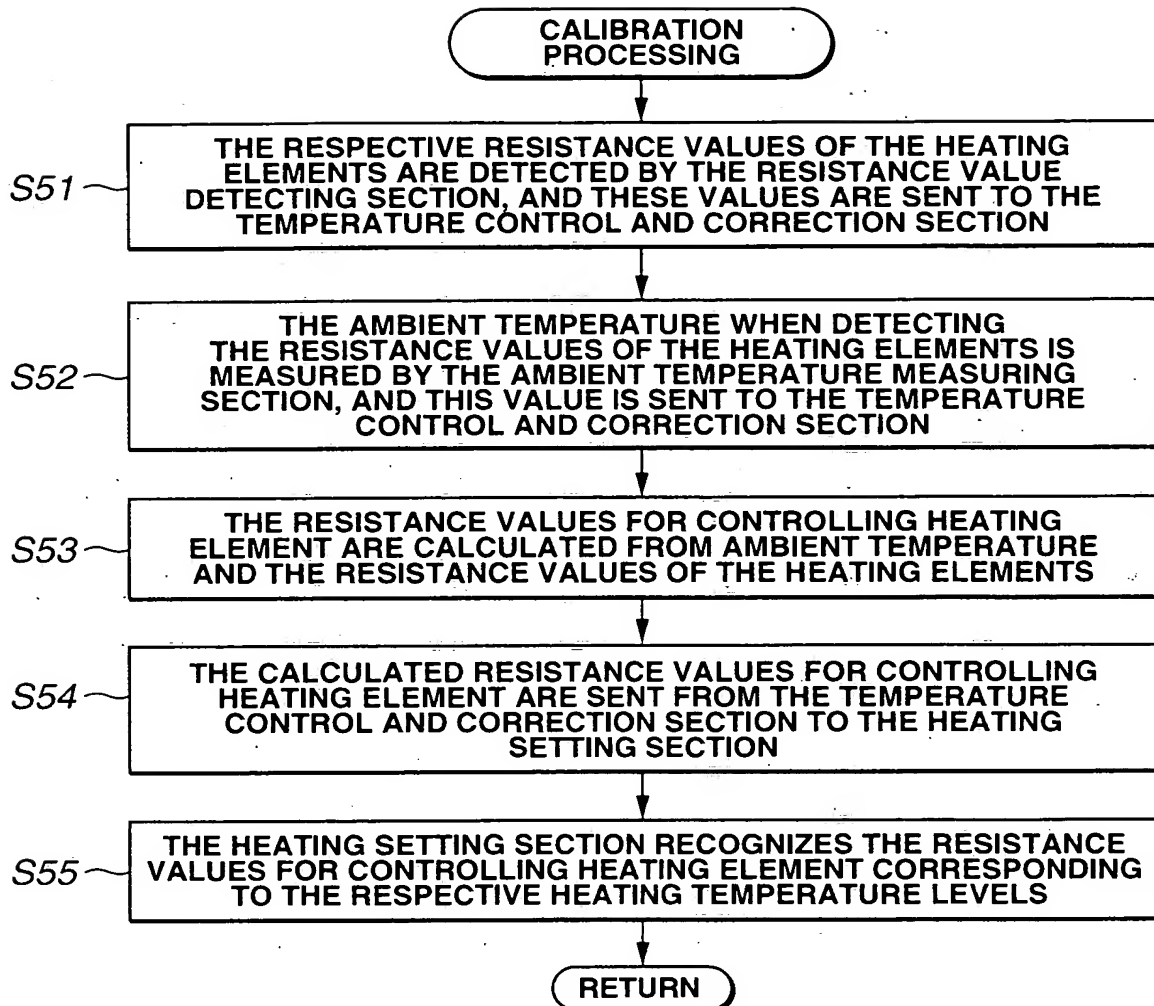 CALIBRATION
PROCESSING
S51
THE RESPECTIVE RESISTANCE VALUES OF THE HEATING
ELEMENTS ARE DETECTED BY THE RESISTANCE VALUE
DETECTING SECTION, AND THESE VALUES ARE SENT TO THE
TEMPERATURE CONTROL AND CORRECTION SECTION
S52
THE AMBIENT TEMPERATURE WHEN DETECTING
THE RESISTANCE VALUES OF THE HEATING ELEMENTS IS
MEASURED BY THE AMBIENT TEMPERATURE MEASURING
SECTION, AND THIS VALUE IS SENT TO THE TEMPERATURE
CONTROL AND CORRECTION SECTION
S53
THE RESISTANCE VALUES FOR CONTROLLING HEATING
ELEMENT ARE CALCULATED FROM AMBIENT TEMPERATURE
AND THE RESISTANCE VALUES OF THE HEATING ELEMENTS
S54
THE CALCULATED RESISTANCE VALUES FOR CONTROLLING
HEATING ELEMENT ARE SENT FROM THE TEMPERATURE
CONTROL AND CORRECTION SECTION TO THE HEATING
SETTING SECTION
S55
THE HEATING SETTING SECTION RECOGNIZES THE RESISTANCE
VALUES FOR CONTROLLING HEATING ELEMENT CORRESPONDING
TO THE RESPECTIVE HEATING TEMPERATURE LEVELS
RETURN